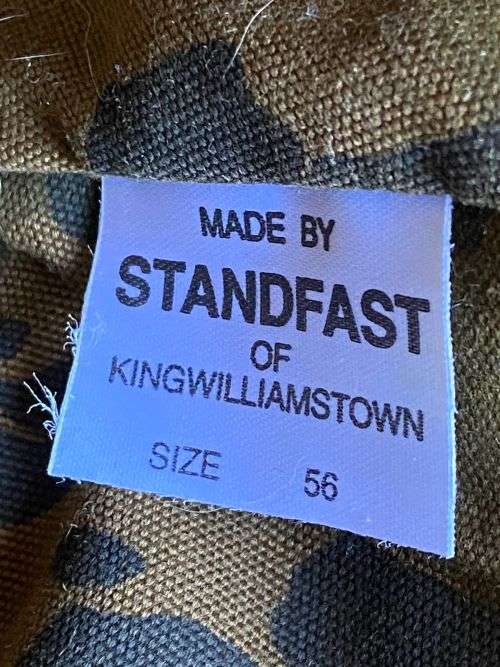 MADE BY
STANDFAST
OF
KINGWILLIAMSTOWN
SIZE 56